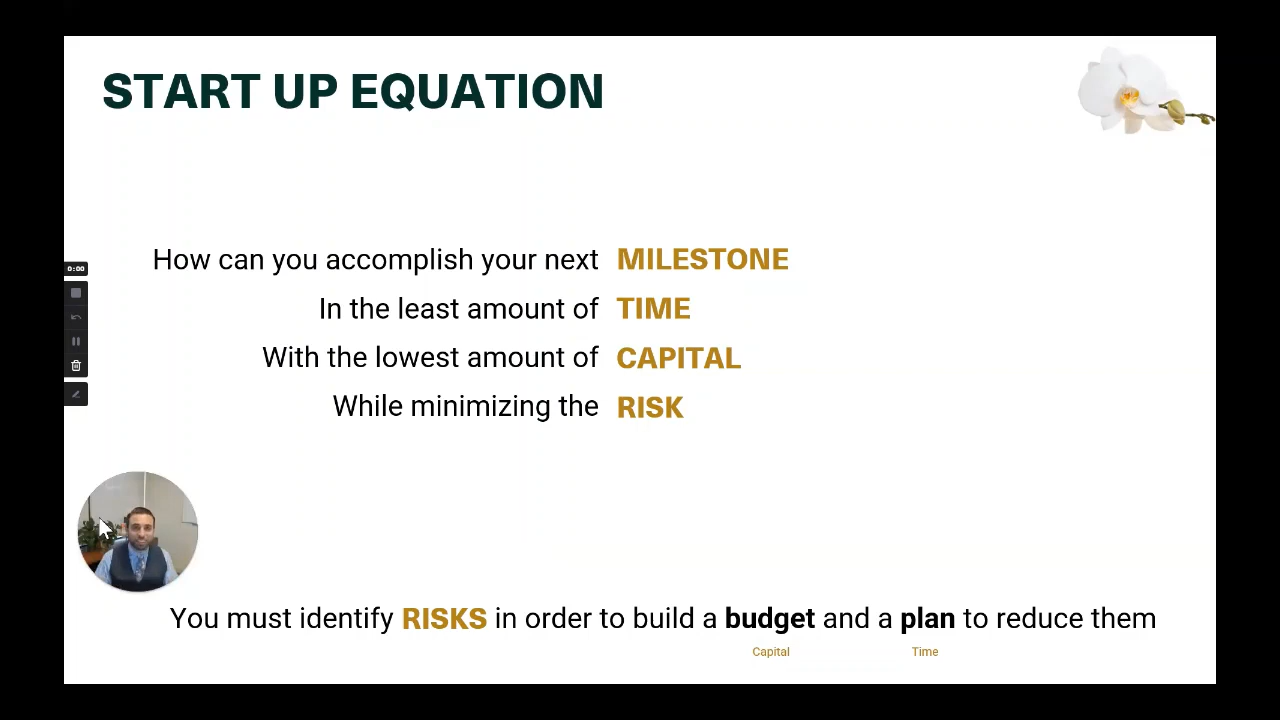 START UP EQUATION
How can you accomplish your next MILESTONE
In the least amount of TIME
With the lowest amount of CAPITAL
While minimizing the RISK
0:00
You must identify RISKS in order to build a budget and a plan to reduce them
Capital Time